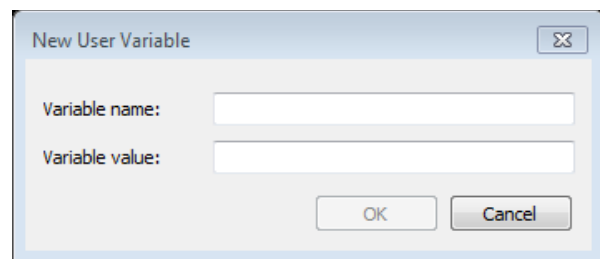 New User Variable
Variable name:
Variable value:
OK Cancel